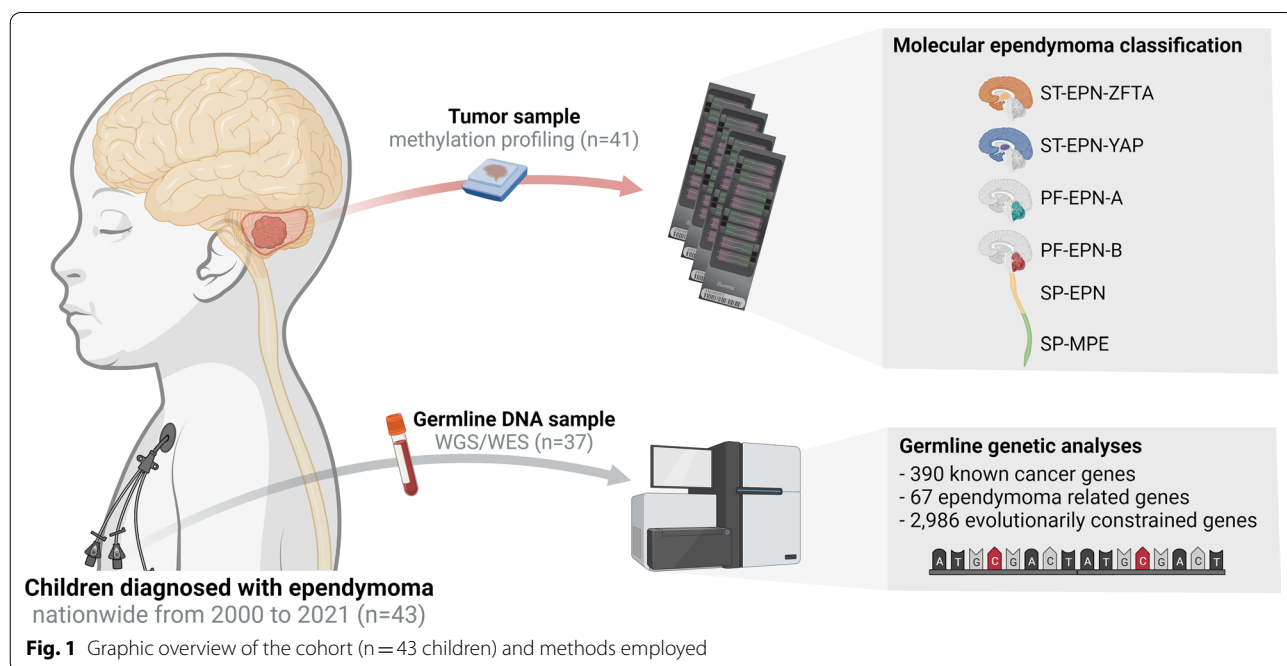 Tumor sample
methylation profiling (n=41)
Molecular ependymoma classification
ST-EPN-ZFTA
ST-EPN-YAP
PF-EPN-A
PF-EPN-B
SP-EPN
SP-MPE
Germline DNA sample
WGS/WES (n=37)
Germline genetic analyses
- 390 known cancer genes
- 67 ependymoma related genes
- 2,986 evolutionarily constrained genes
A T G C G A C T A T G C G A C T
Children diagnosed with ependymoma
nationwide from 2000 to 2021 (n=43)
Fig. 1 Graphic overview of the cohort (n = 43 children) and methods employed